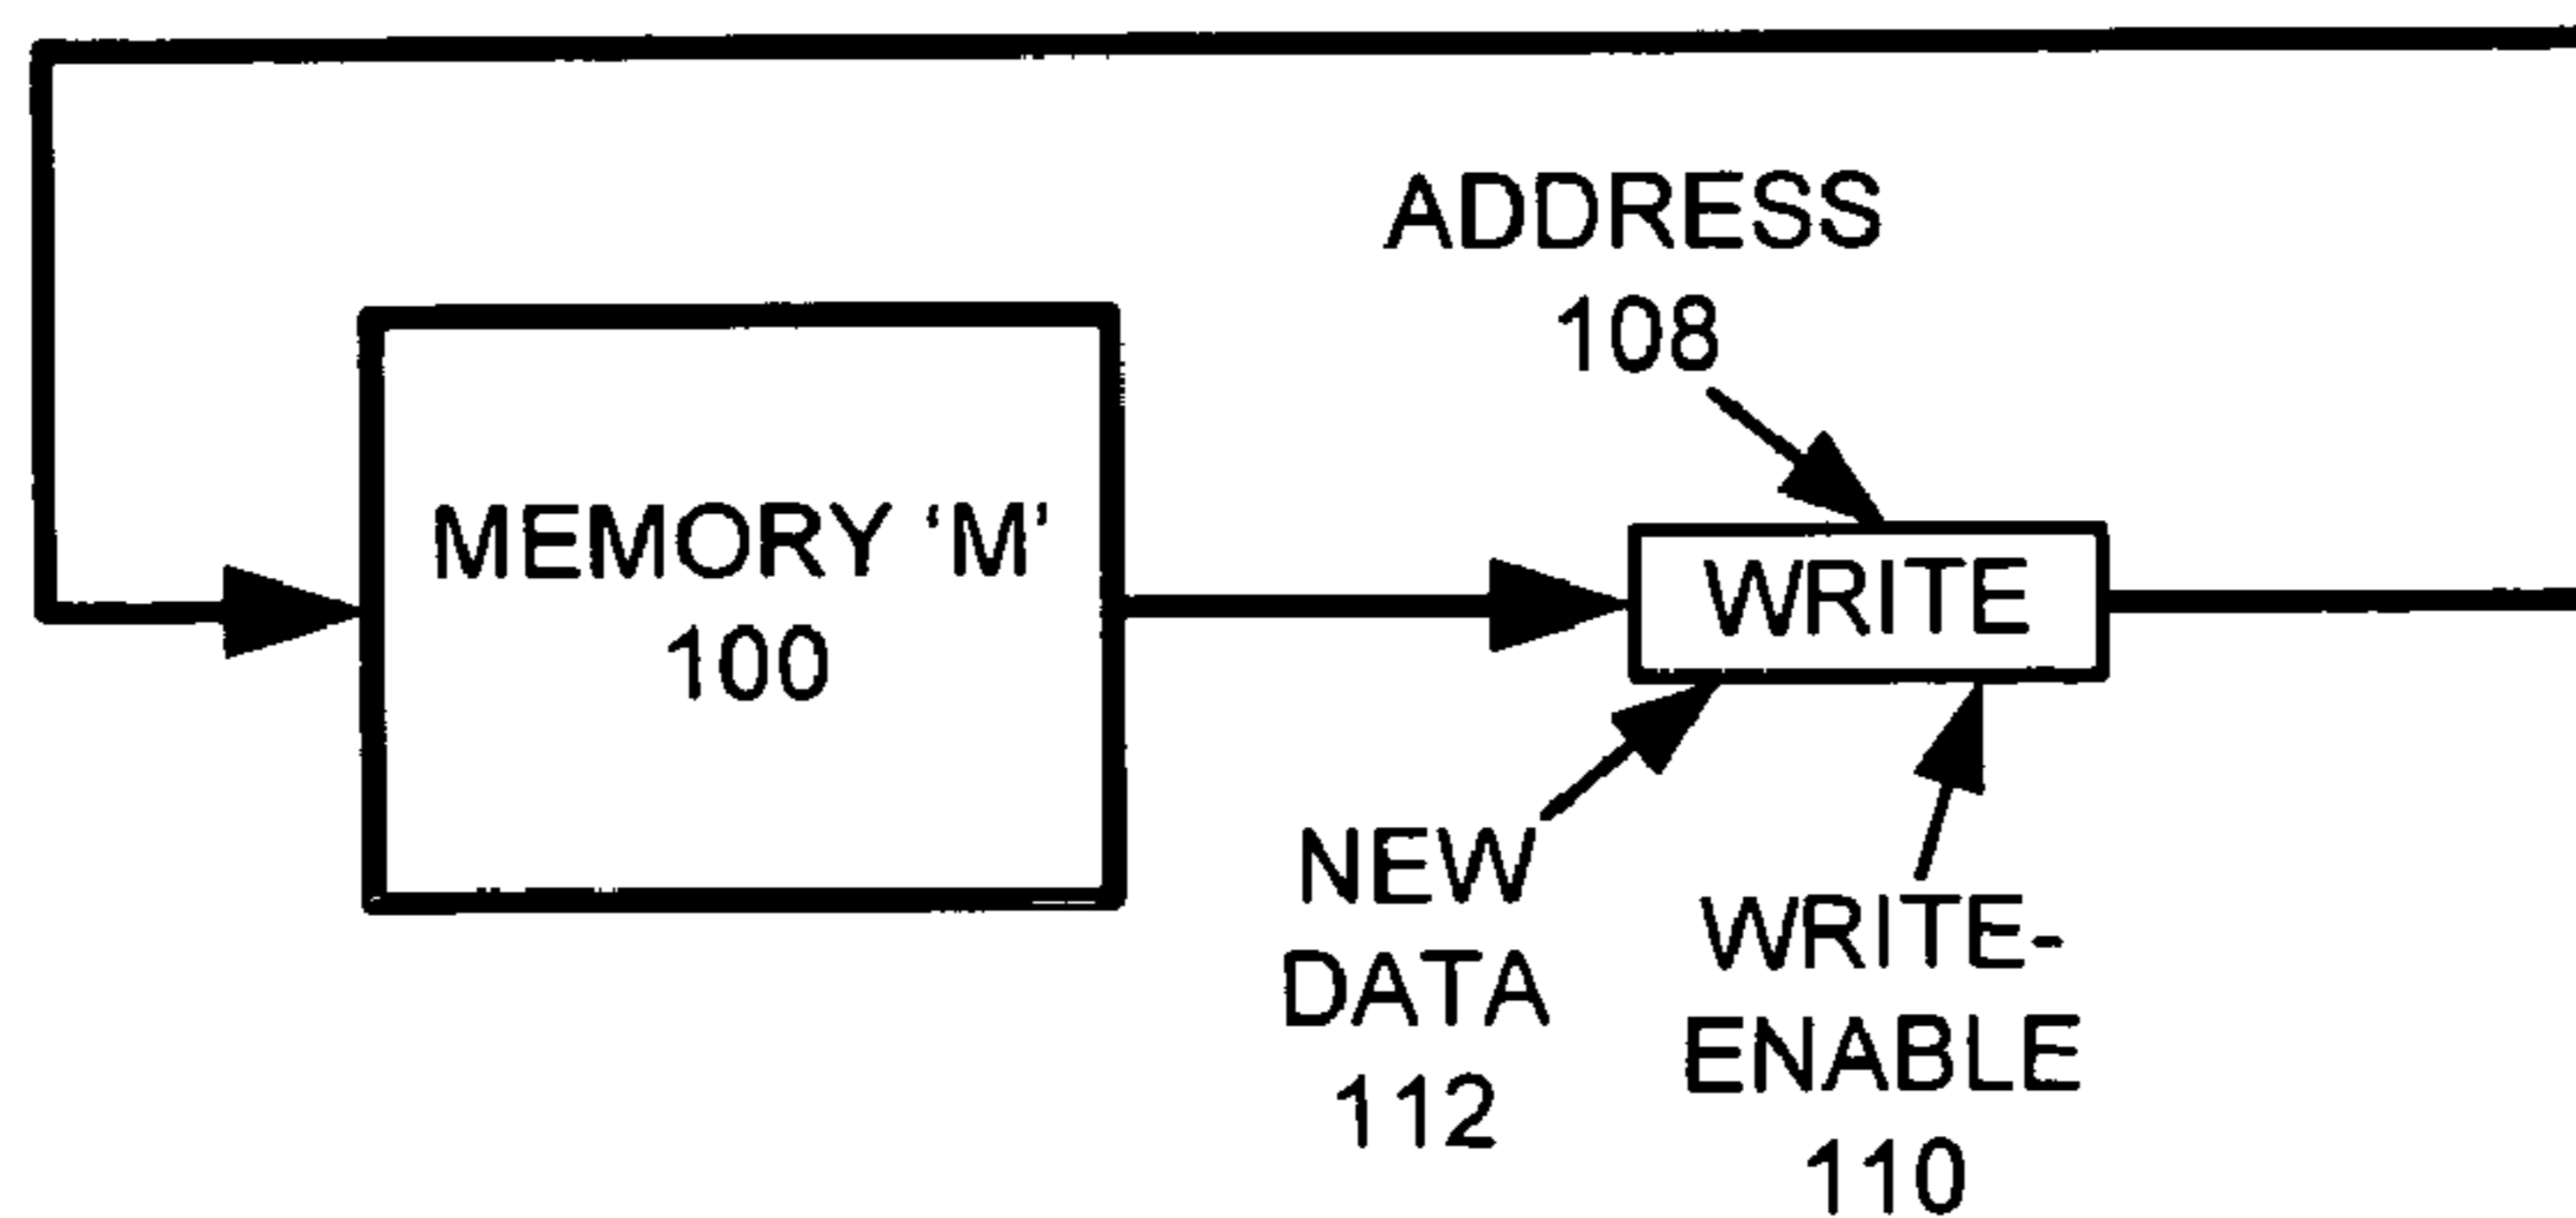 ADDRESS
108
MEMORY ‘M’
100
WRITE
NEW
DATA
112
WRITE-
ENABLE
110